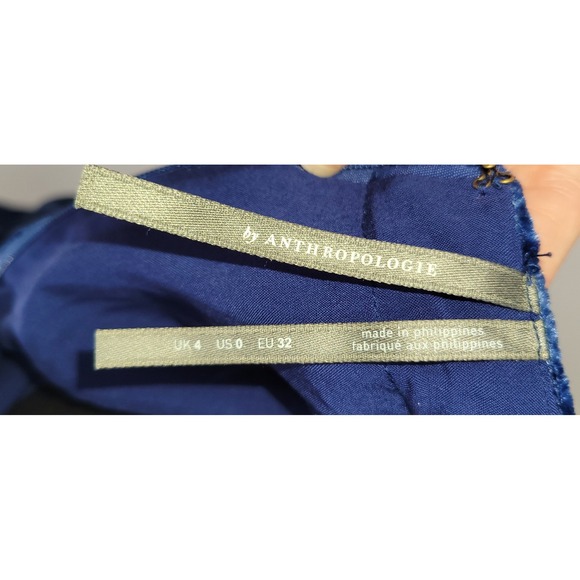 by ANTHROPOLOGIE
UK 4 US 0 EU 32
made in philippines
fabriqué aux philippines